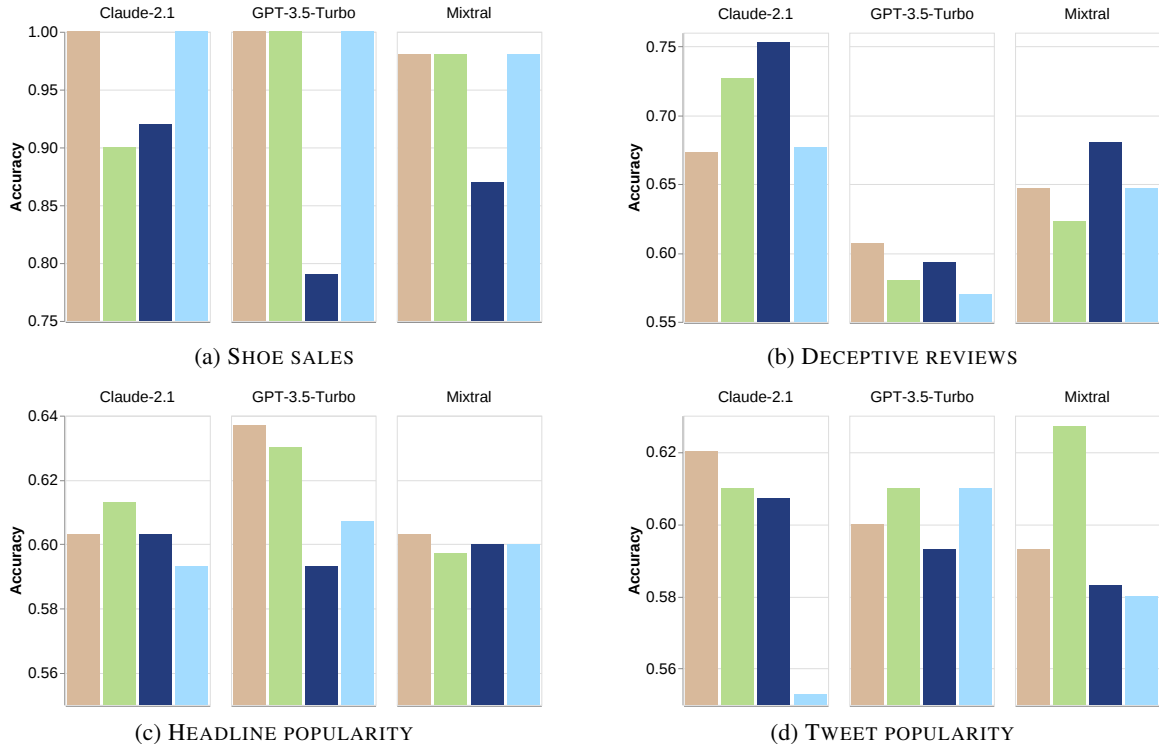 Claude-2.1 GPT-3.5-Turbo Mixtral
1.00
0.95
0.90
0.85
0.80
0.75
Accuracy
(a) SHOE SALES
Claude-2.1 GPT-3.5-Turbo Mixtral
0.75
0.70
0.65
0.60
0.55
Accuracy
(b) DECEPTIVE REVIEWS
Claude-2.1 GPT-3.5-Turbo Mixtral
0.64
0.62
0.60
0.58
0.56
Accuracy
(c) HEADLINE POPULARITY
Claude-2.1 GPT-3.5-Turbo Mixtral
0.62
0.60
0.58
0.56
Accuracy
(d) TWEET POPULARITY